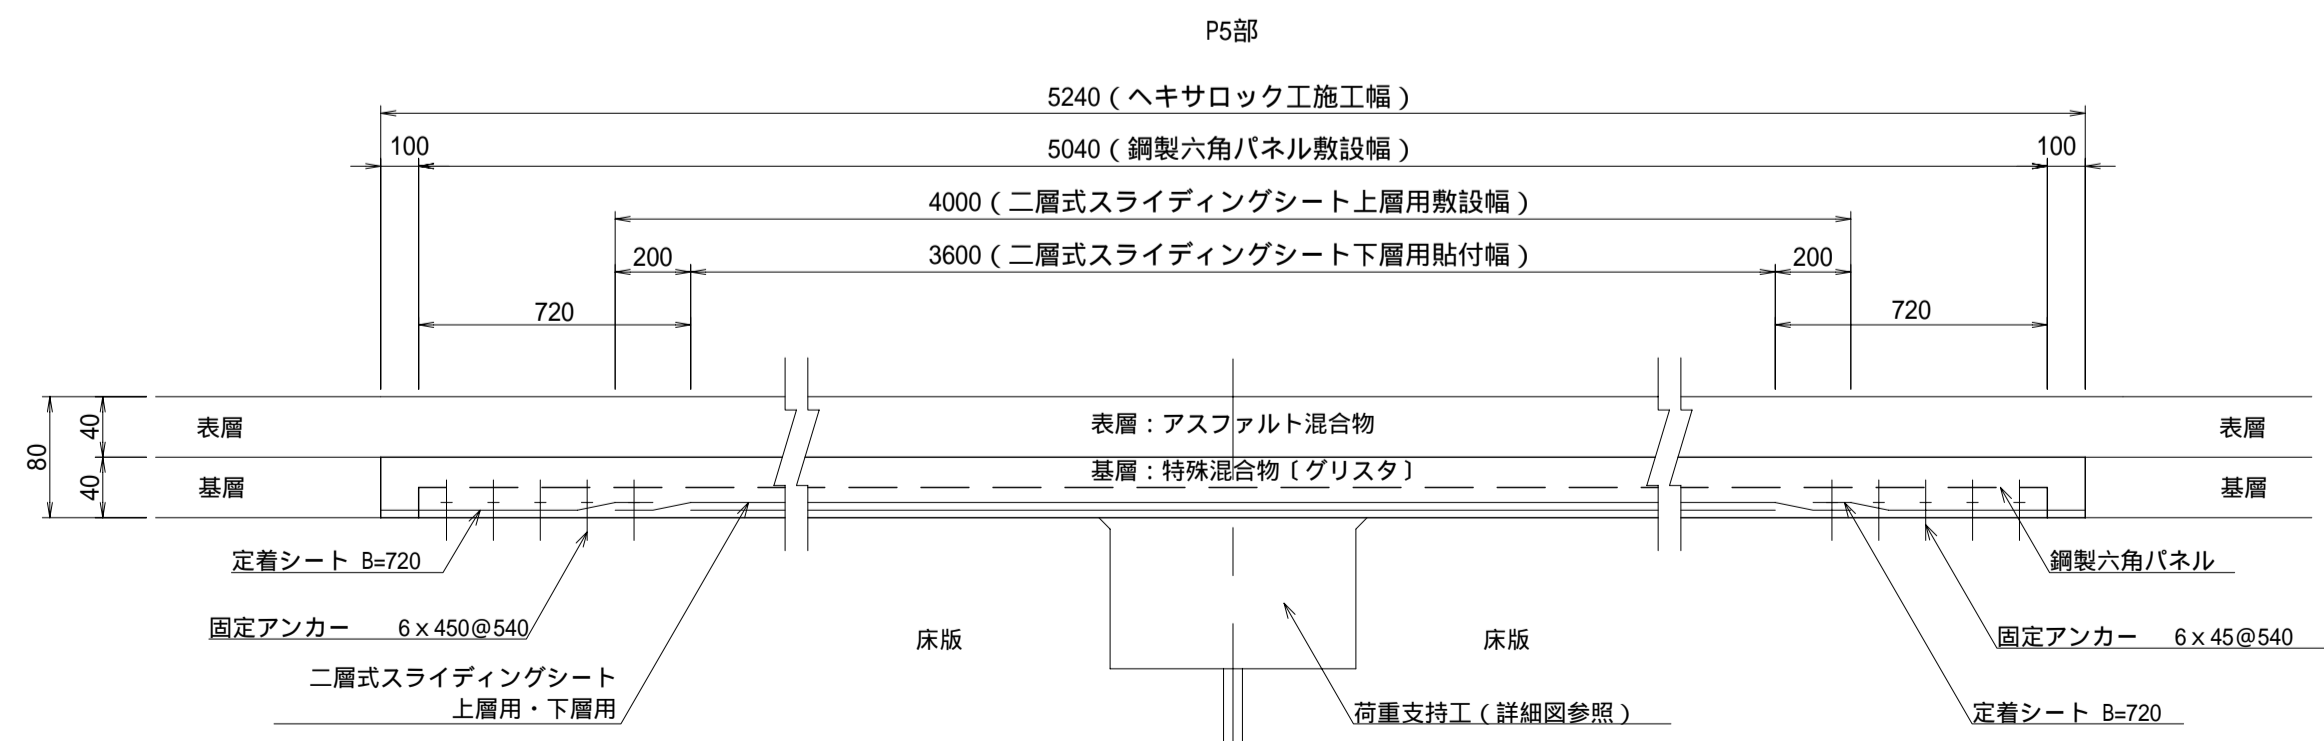 P5部
5240(ヘキサロック工施工幅)
100
5040(鋼製六角パネル敷設幅)
100
4000(二層式スライディングシート上層用敷設幅)
200
3600(二層式スライディングシート下層用貼付幅)
200
720
720
80
40
40
表層
表層:アスファルト混合物
表層
基層
基層:特殊混合物〔グリスタ〕
基層
定着シート B=720
鋼製六角パネル
固定アンカー 6×450@540
床版
床版
固定アンカー 6×45@540
二層式スライディングシート
上層用・下層用
荷重支持工(詳細図参照)
定着シート B=720